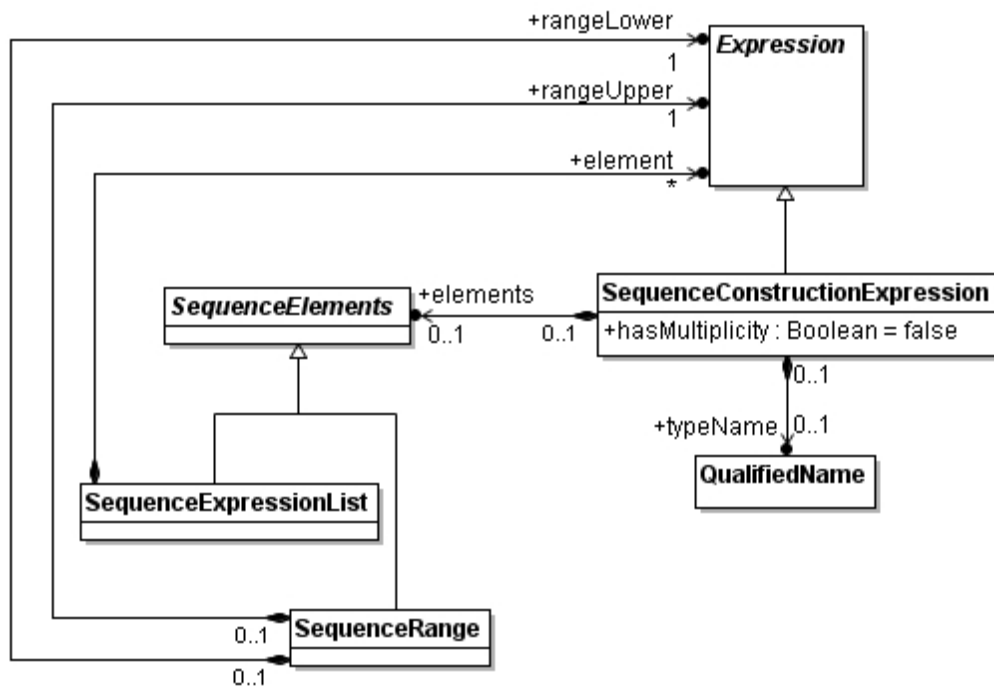 +rangeLower
Expression
1
+rangeUpper
1
+element
*
SequenceElements
+elements
0..1
0..1
SequenceConstructionExpression
+hasMultiplicity : Boolean = false
0..1
+typeName
0..1
QualifiedName
SequenceExpressionList
SequenceRange
0..1
0..1